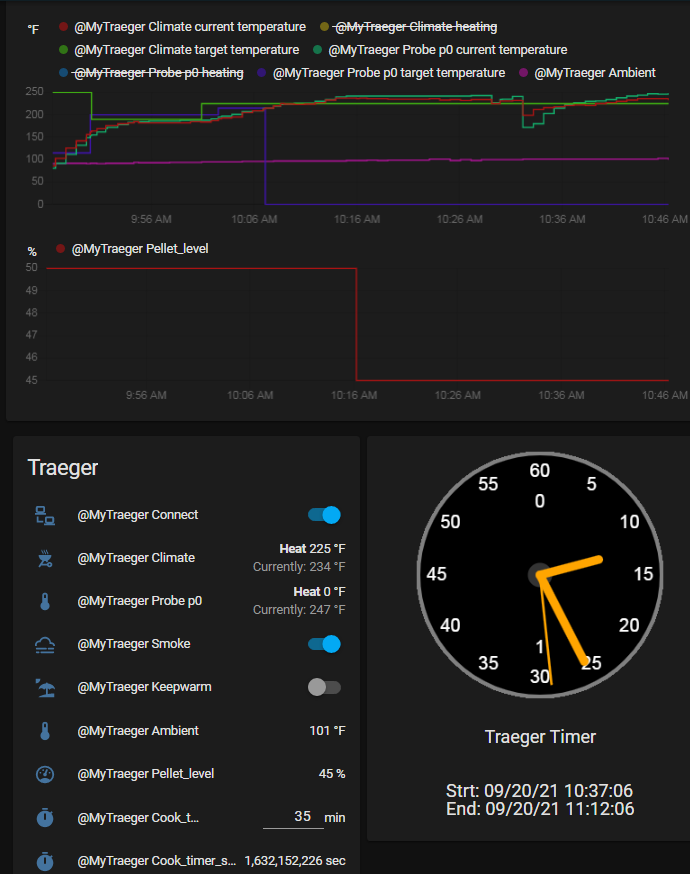 °F @MyTraeger Climate current temperature @MyTraeger Climate heating
@MyTraeger Climate target temperature @MyTraeger Probe p0 current temperature
@MyTraeger Probe p0 heating @MyTraeger Probe p0 target temperature @MyTraeger Ambient
250
200
150
100
50
0
9:56 AM 10:06 AM 10:16 AM 10:26 AM 10:36 AM 10:46 AM
% @MyTraeger Pellet_level
50
49
48
47
46
45
9:56 AM 10:06 AM 10:16 AM 10:26 AM 10:36 AM 10:46 AM
Traeger
@MyTraeger Connect
@MyTraeger Climate Heat 225 °F
Currently: 234 °F
@MyTraeger Probe p0 Heat 0 °F
Currently: 247 °F
@MyTraeger Smoke
@MyTraeger Keepwarm
@MyTraeger Ambient 101 °F
@MyTraeger Pellet_level 45 %
@MyTraeger Cook_t... 35 min
@MyTraeger Cook_timer_s... 1,632,152,226 sec
60
55 5
0
50 10
45 15
40 20
1
35 25
30
Traeger Timer
Strt: 09/20/21 10:37:06
End: 09/20/21 11:12:06